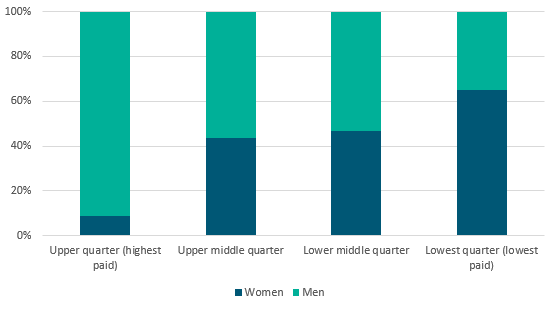 100%
80%
60%
40%
20%
0%
Upper quarter (highest
paid)
Upper middle quarter
Lower middle quarter
Lowest quarter (lowest
paid)
Women
Men